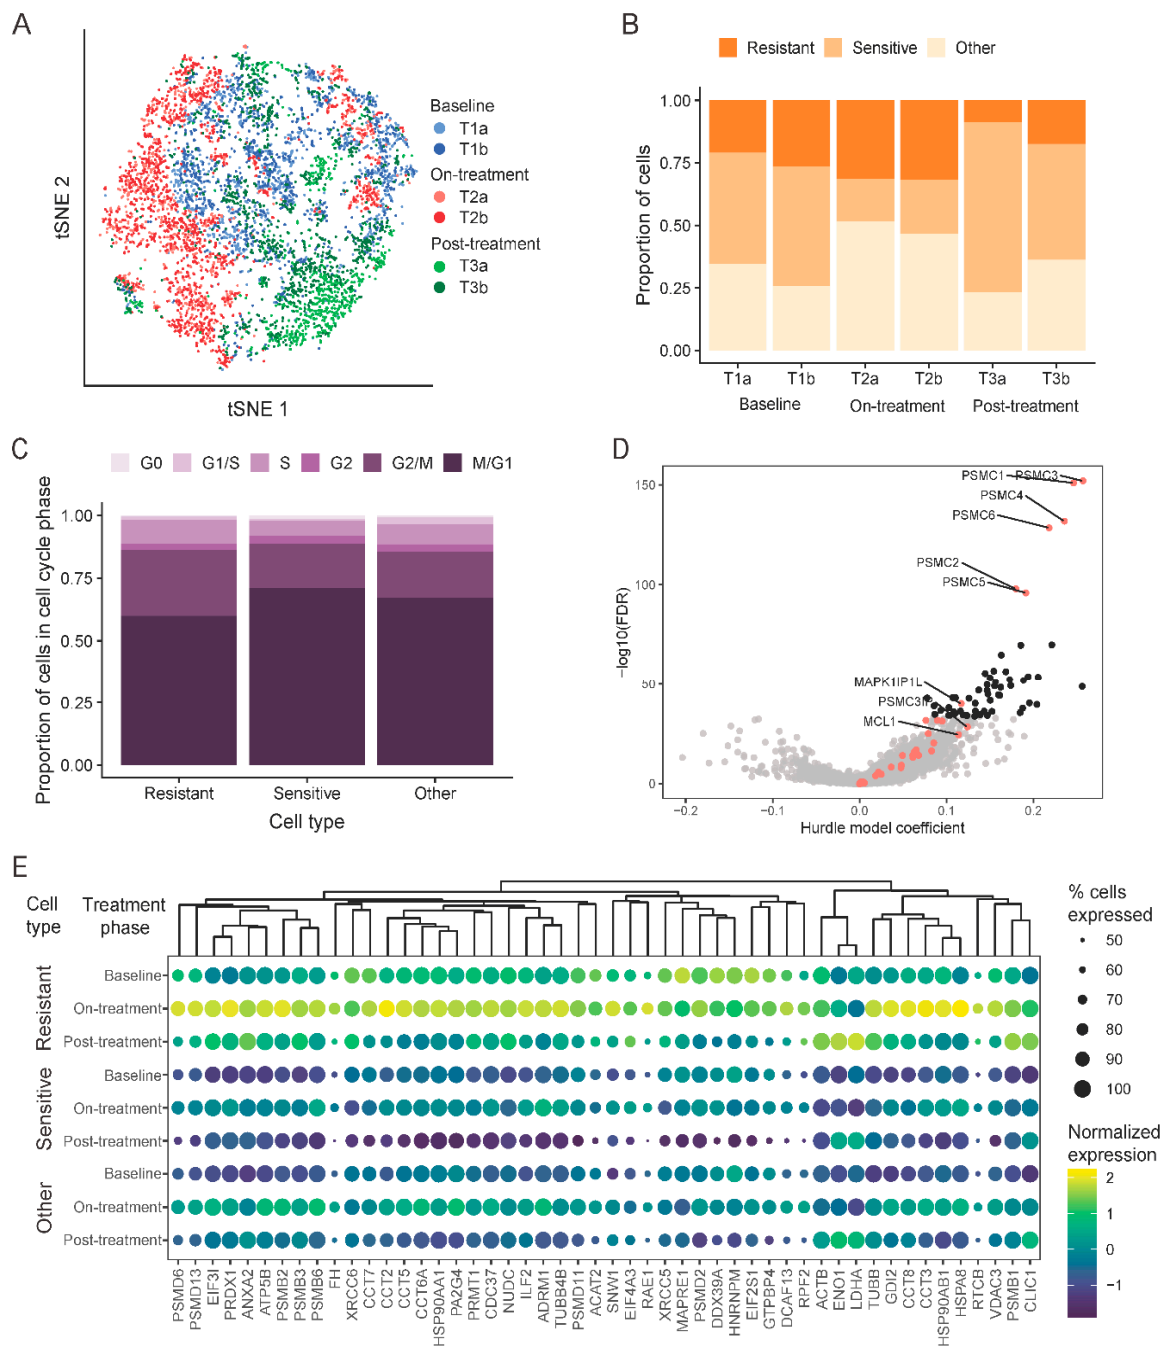 A
tSNE 2
tSNE 1
Baseline
T1a
T1b
On-treatment
T2a
T2b
Post-treatment
T3a
T3b
B
Resistant Sensitive Other
Proportion of cells
1.00
0.75
0.50
0.25
0.00
T1a T1b T2a T2b T3a T3b
Baseline On-treatment Post-treatment
C
G0 G1/S S G2 G2/M M/G1
Proportion of cells in cell cycle phase
1.00
0.75
0.50
0.25
0.00
Resistant Sensitive Other
Cell type
D
−log10(FDR)
150
100
50
0
PSMC1 PSMC3
PSMC4
PSMC6
PSMC2
PSMC5
MAPK1IP1L
PSMC3IP
MCL1
−0.2 −0.1 0.0 0.1 0.2
Hurdle model coefficient
E
Cell type
Treatment phase
Resistant
Baseline
On-treatment
Post-treatment
Sensitive
Baseline
On-treatment
Post-treatment
Other
Baseline
On-treatment
Post-treatment
PSMD6 PSMD13 EIF3I PRDX1 ANXA2 ATP5B PSMB2 PSMB3 PSMB6 FH XRCC6 CCT7 CCT2 CCT5 CCT6A HSP90AA1 PA2G4 PRMT1 CDC37 NUDC ILF2 ADRM1 TUBB4B PSMD11 ACAT2 SNW1 EIF4A3 RAE1 XRCC5 MAPRE1 PSMD2 DDX39A HNRNPM EIF2S1 GTPBP4 DCAF13 RPF2 ACTB ENO1 LDHA TUBB GDI2 CCT8 CCT3 HSP90AB1 HSPA8 RTCB VDAC3 PSMB1 CLIC1
% cells
expressed
50
60
70
80
90
100
Normalized
expression
2
1
0
−1